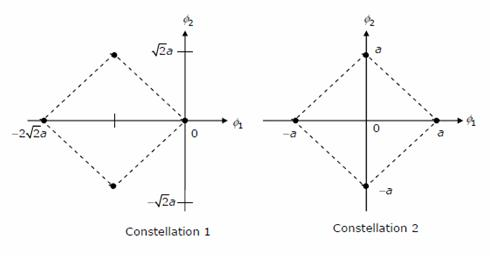 ϕ₂
√2a
−2√2a
0
ϕ₁
−√2a
Constellation 1
ϕ₂
a
−a
0
a
ϕ₁
−a
Constellation 2